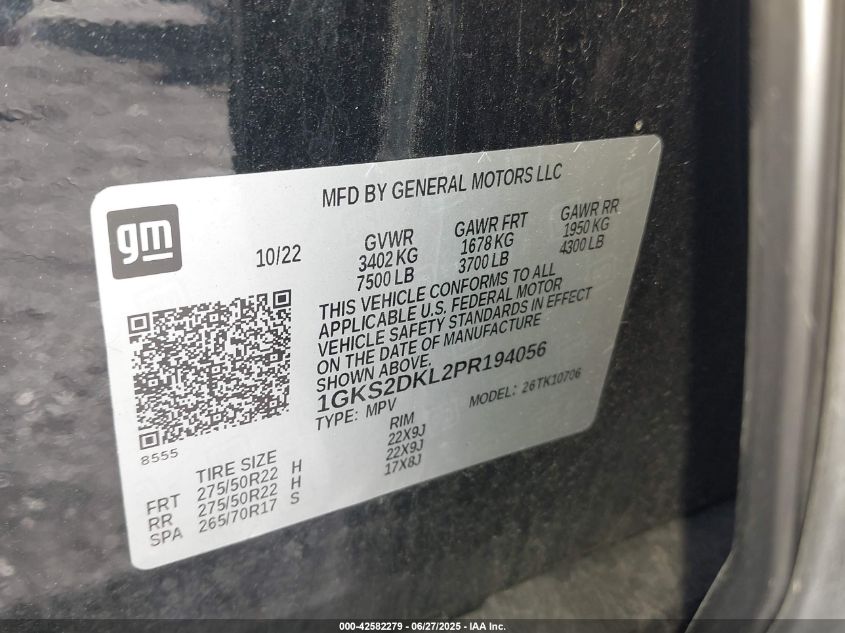 MFD BY GENERAL MOTORS LLC
gm
10/22
GVWR
3402 KG
7500 LB
GAWR FRT
1678 KG
3700 LB
GAWR RR
1950 KG
4300 LB
THIS VEHICLE CONFORMS TO ALL
APPLICABLE U.S. FEDERAL MOTOR
VEHICLE SAFETY STANDARDS IN EFFECT
ON THE DATE OF MANUFACTURE
SHOWN ABOVE.
1GKS2DKL2PR194056
TYPE: MPV
MODEL: 26TK10706
8555
TIRE SIZE
RIM
FRT 275/50R22 H 22X9J
RR 275/50R22 H 22X9J
SPA 265/70R17 S 17X8J
000-42582279 - 06/27/2025 - IAA Inc.